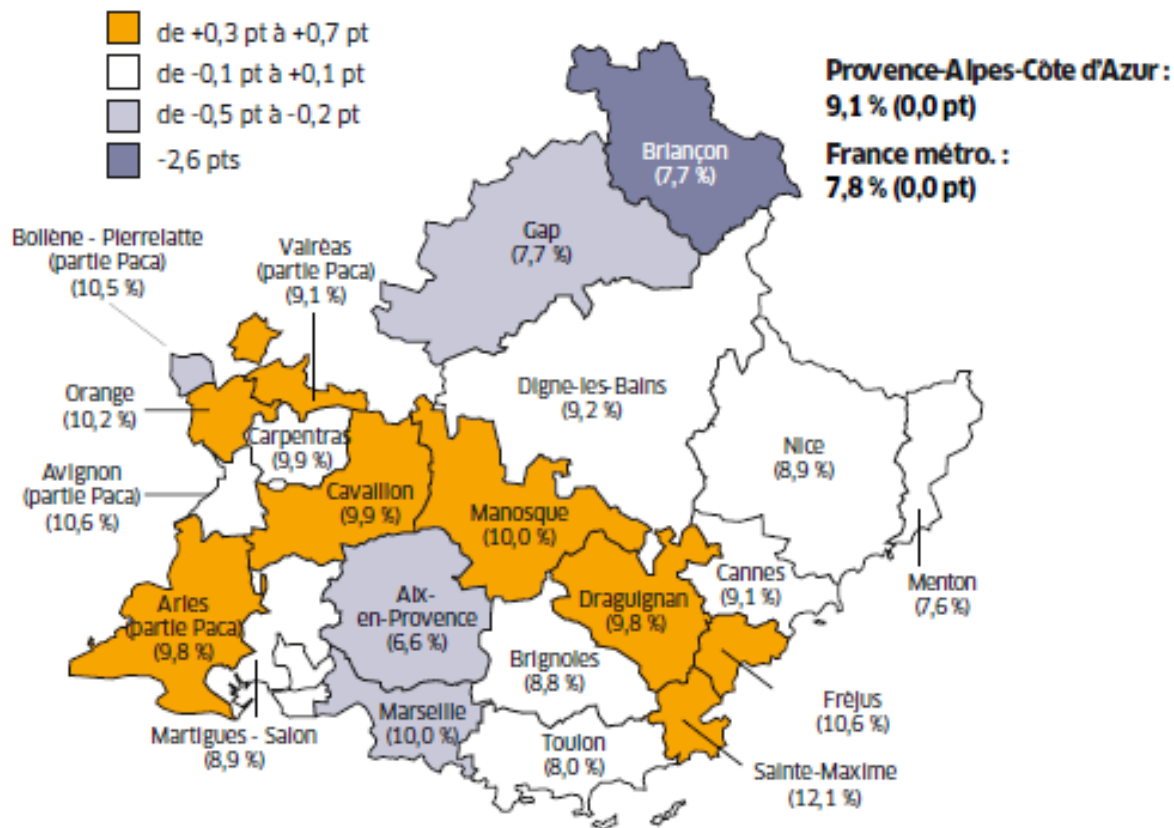 de +0,3 pt à +0,7 pt
de -0,1 pt à +0,1 pt
de -0,5 pt à -0,2 pt
-2,6 pts
Provence-Alpes-Côte d'Azur :
9,1 % (0,0 pt)
France métro. :
7,8 % (0,0 pt)
Briançon
(7,7 %)
Gap
(7,7 %)
Bollène - Pierrelatte
(partie Paca)
(10,5 %)
Valréas
(partie Paca)
(9,1 %)
Orange
(10,2 %)
Carpentras
(9,9 %)
Digne-les-Bains
(9,2 %)
Nice
(8,9 %)
Avignon
(partie Paca)
(10,6 %)
Cavaillon
(9,9 %)
Manosque
(10,0 %)
Cannes
(9,1 %)
Menton
(7,6 %)
Arles
(partie Paca)
(9,8 %)
Aix-
en-Provence
(6,6 %)
Draguignan
(9,8 %)
Brignoles
(8,8 %)
Fréjus
(10,6 %)
Marseille
(10,0 %)
Martigues - Salon
(8,9 %)
Toulon
(8,0 %)
Sainte-Maxime
(12,1 %)